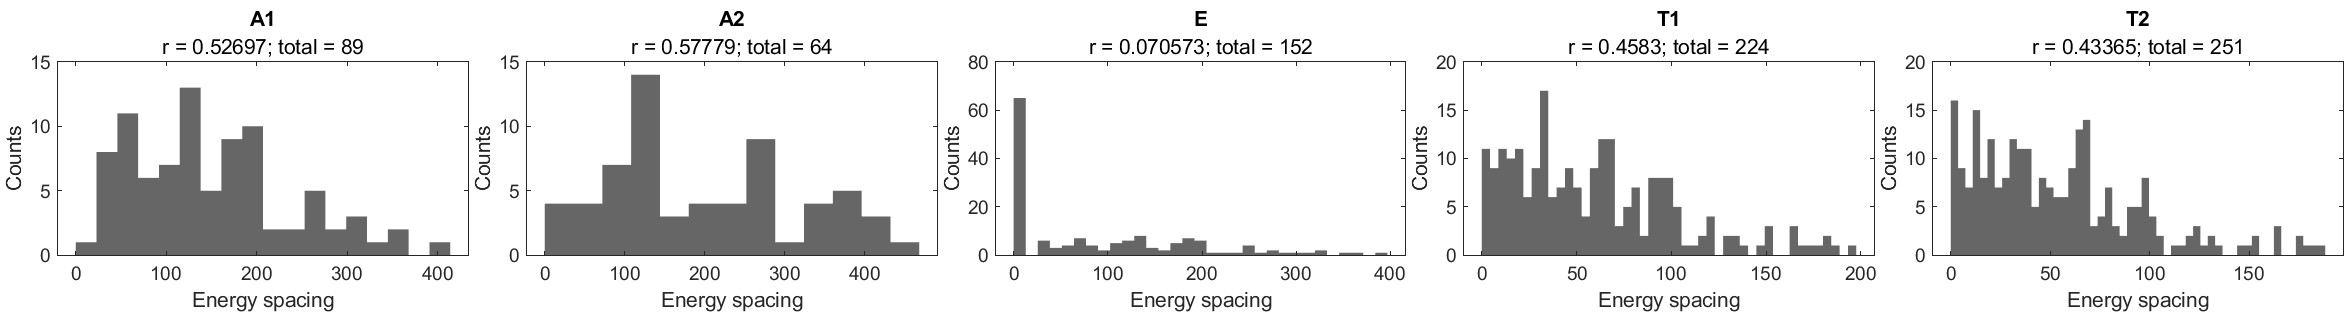 A1
r = 0.52697; total = 89
15
10
5
0
Counts
0 100 200 300 400
Energy spacing
A2
r = 0.57779; total = 64
15
10
5
0
Counts
0 100 200 300 400
Energy spacing
E
r = 0.070573; total = 152
80
60
40
20
0
Counts
0 100 200 300 400
Energy spacing
T1
r = 0.4583; total = 224
20
15
10
5
0
Counts
0 50 100 150 200
Energy spacing
T2
r = 0.43365; total = 251
20
15
10
5
0
Counts
0 50 100 150
Energy spacing